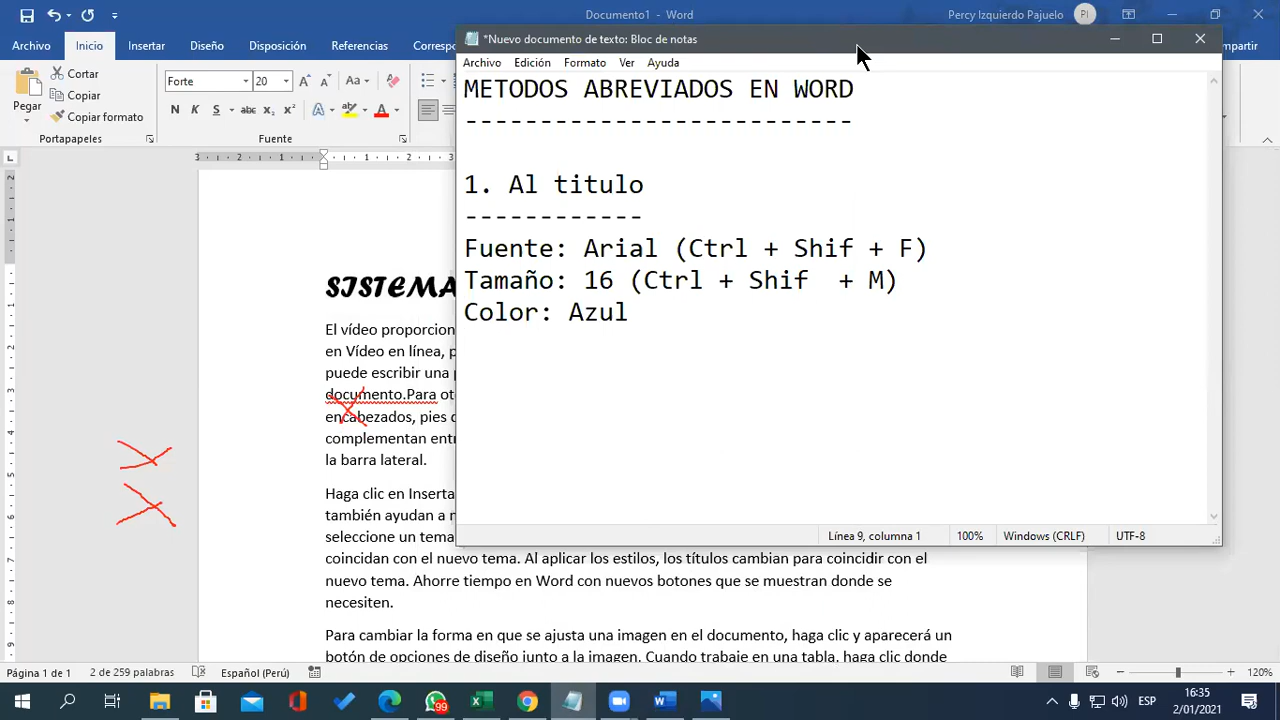 Documento1 - Word
Percy Izquierdo Pajuelo
PI
Archivo
Inicio
Insertar
Diseño
Disposición
Referencias
Corresp
partir
Pegar
Cortar
Copiar
Copiar formato
Portapapeles
Forte
20
Fuente
*Nuevo documento de texto: Bloc de notas
Archivo Edición Formato Ver Ayuda
METODOS ABREVIADOS EN WORD
--------------------------
1. Al titulo
------------
Fuente: Arial (Ctrl + Shif + F)
Tamaño: 16 (Ctrl + Shif  + M)
Color: Azul
Línea 9, columna 1
100%
Windows (CRLF)
UTF-8
SISTEMA
El vídeo proporcion
en Vídeo en línea, p
puede escribir una p
documento.Para ot
encabezados, pies d
complementan entr
la barra lateral.
Haga clic en Inserta
también ayudan a m
seleccione un tema
coincidan con el nuevo tema. Al aplicar los estilos, los títulos cambian para coincidir con el
nuevo tema. Ahorre tiempo en Word con nuevos botones que se muestran donde se
necesiten.
Para cambiar la forma en que se ajusta una imagen en el documento, haga clic y aparecerá un
botón de opciones de diseño junto a la imagen. Cuando trabaje en una tabla, haga clic donde
Página 1 de 1
2 de 259 palabras
Español (Perú)
120%
99
ESP
16:35
2/01/2021